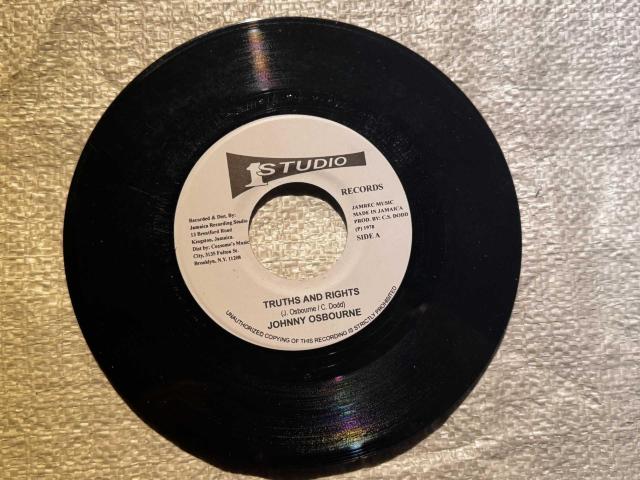 1 STUDIO
RECORDS
Recorded & Dist. By:
Jamaica Recording Studio
13 Brentford Road
Kingston, Jamaica.
Dist by: Coxsone's Music
City, 3135 Fulton St.
Brooklyn, N.Y. 11208
JAMREC MUSIC
MADE IN JAMAICA
PROD. BY: C.S. DODD
(P) 1978
SIDE A
TRUTHS AND RIGHTS
(J. Osbourne / C. Dodd)
JOHNNY OSBOURNE
UNAUTHORIZED COPYING OF THIS RECORDING IS STRICTLY PROHIBITED